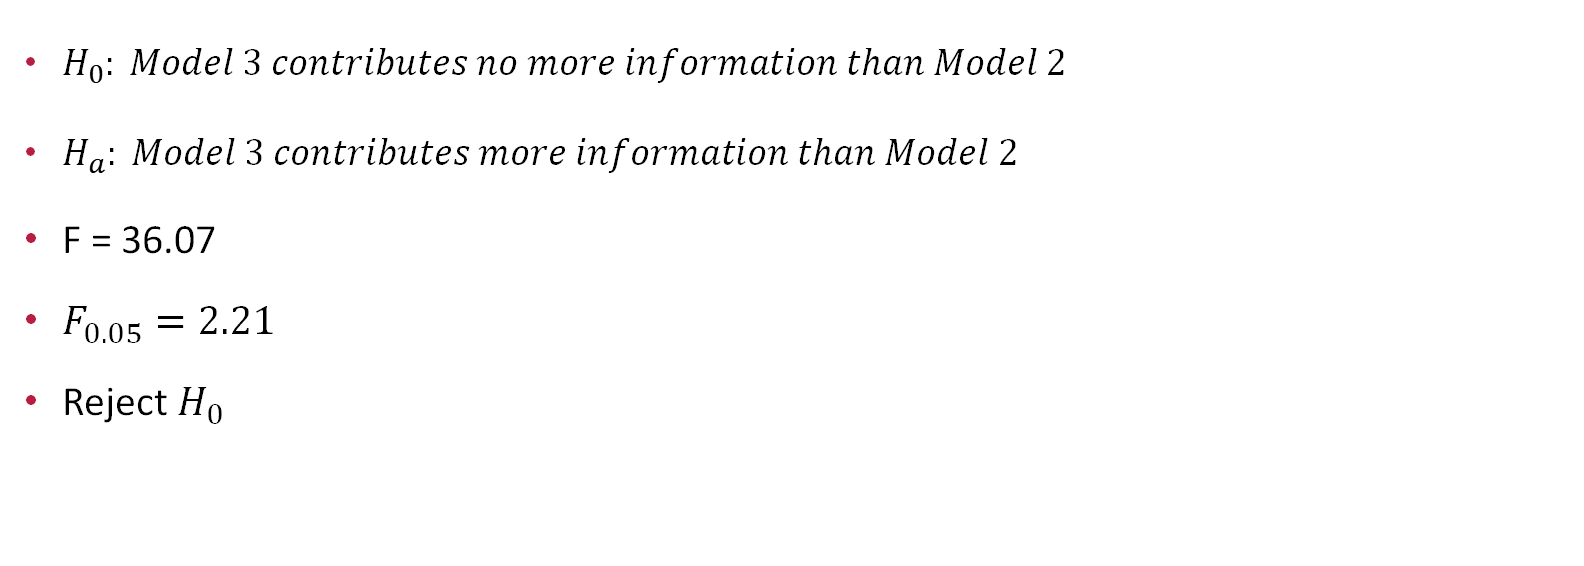 • H₀: Model 3 contributes no more information than Model 2
• Hₐ: Model 3 contributes more information than Model 2
• F = 36.07
• F₀.₀₅ = 2.21
• Reject H₀